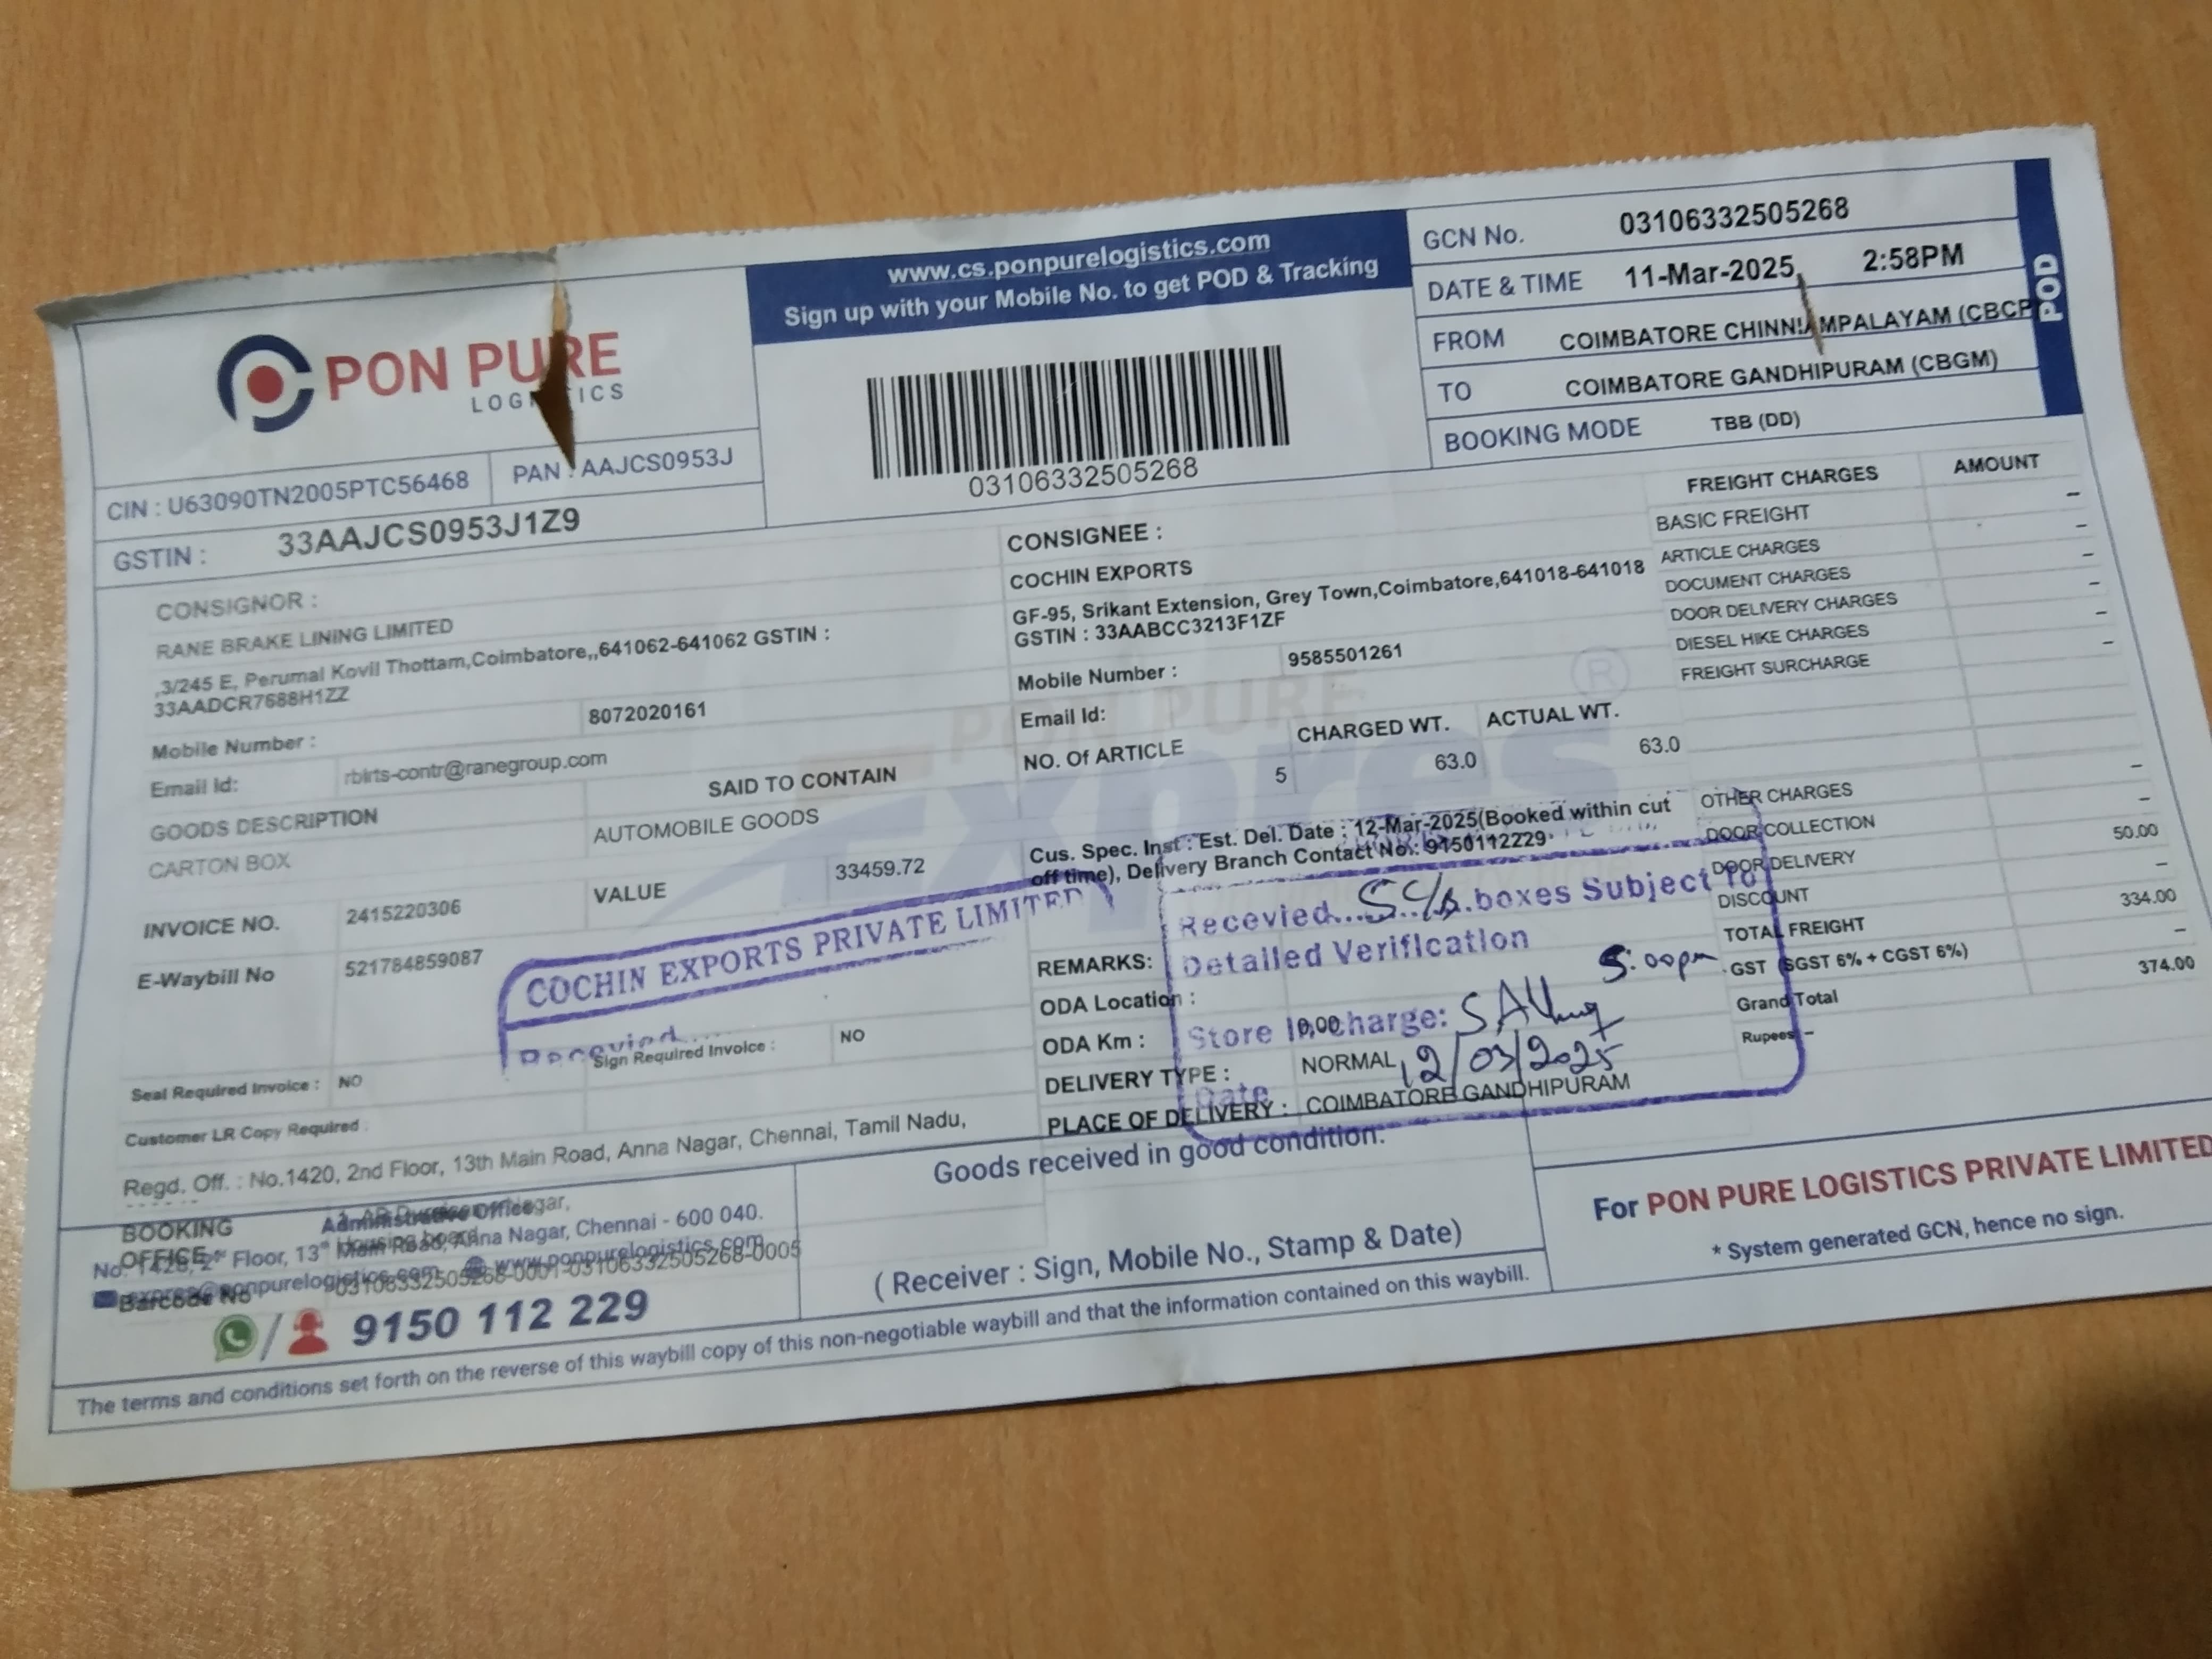 PON PURE
LOGISTICS
CIN : U63090TN2005PTC56468
PAN : AAJCS0953J
GSTIN : 33AAJCS0953J1Z9
www.cs.ponpurelogistics.com
Sign up with your Mobile No. to get POD & Tracking
03106332505268
GCN No. 03106332505268
DATE & TIME 11-Mar-2025, 2:58PM
FROM COIMBATORE CHINNIAMPALAYAM (CBCP
TO COIMBATORE GANDHIPURAM (CBGM)
BOOKING MODE TBB (DD)
POD
CONSIGNOR :
RANE BRAKE LINING LIMITED
,3/245 E, Perumal Kovil Thottam,Coimbatore,,641062-641062 GSTIN :
33AADCR7688H1ZZ
Mobile Number : 8072020161
Email Id: rblrts-contr@ranegroup.com
GOODS DESCRIPTION SAID TO CONTAIN
CARTON BOX AUTOMOBILE GOODS
INVOICE NO. 2415220306 VALUE 33459.72
E-Waybill No 521784859087
Seal Required Invoice : NO Sign Required Invoice : NO
Customer LR Copy Required :
CONSIGNEE :
COCHIN EXPORTS
GF-95, Srikant Extension, Grey Town,Coimbatore,641018-641018
GSTIN : 33AABCC3213F1ZF
Mobile Number : 9585501261
Email Id:
NO. Of ARTICLE CHARGED WT. ACTUAL WT.
5 63.0 63.0
Cus. Spec. Inst : Est. Del. Date : 12-Mar-2025(Booked within cut
off time), Delivery Branch Contact No.: 9150112229
REMARKS:
ODA Location :
ODA Km : 0.00
DELIVERY TYPE : NORMAL
PLACE OF DELIVERY : COIMBATORE GANDHIPURAM
FREIGHT CHARGES AMOUNT
BASIC FREIGHT –
ARTICLE CHARGES –
DOCUMENT CHARGES –
DOOR DELIVERY CHARGES –
DIESEL HIKE CHARGES –
FREIGHT SURCHARGE –
OTHER CHARGES –
DOOR COLLECTION –
DOOR DELIVERY 50.00
DISCOUNT –
TOTAL FREIGHT 334.00
GST (SGST 6% + CGST 6%) –
Grand Total 374.00
Rupees –
PON PURE
Expres
®
COCHIN EXPORTS PRIVATE LIMITED
Recevied
Recevied boxes Subject To
Detailed Verification
5:00pm
Store Incharge:
Date 12/03/2025
Regd. Off. : No.1420, 2nd Floor, 13th Main Road, Anna Nagar, Chennai, Tamil Nadu,
BOOKING
OFFICE
Administrative Office
Floor, 13th Main Road, Anna Nagar, Chennai - 600 040.
www.ponpurelogistics.com
Barcode No 03106332505268-0001-03106332505268-0005
9150 112 229
Goods received in good condition.
( Receiver : Sign, Mobile No., Stamp & Date)
For PON PURE LOGISTICS PRIVATE LIMITED
* System generated GCN, hence no sign.
The terms and conditions set forth on the reverse of this waybill copy of this non-negotiable waybill and that the information contained on this waybill.